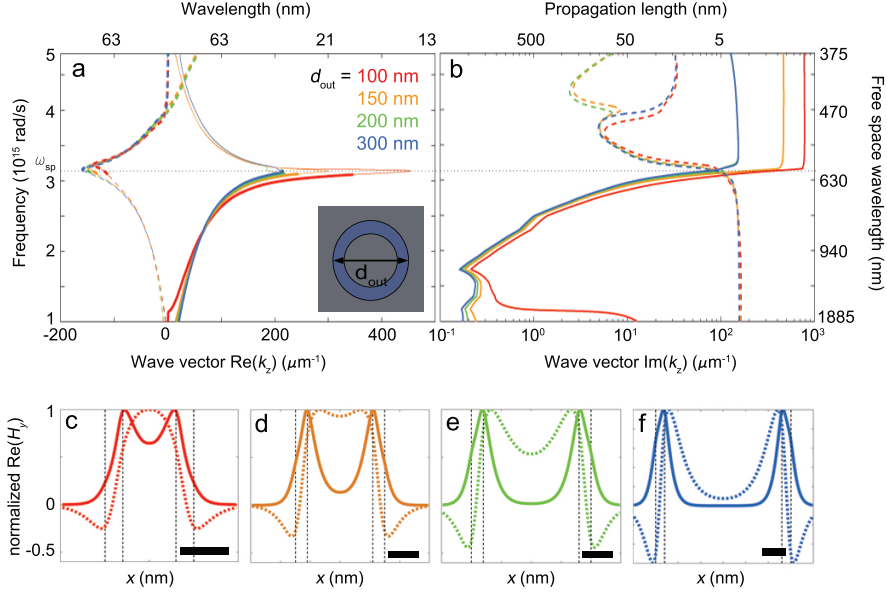 Wavelength (nm)
Propagation length (nm)
63 63 21 13
500 50 5
5 4 3 2 1
ω_sp
Frequency (10^15 rad/s)
a
d_out = 100 nm
150 nm
200 nm
300 nm
d_out
-200 0 200 400
Wave vector Re(k_z) (μm^-1)
b
375
470
630
940
1885
Free space wavelength (nm)
10^-1 10^0 10^1 10^2 10^3
Wave vector Im(k_z) (μm^-1)
normalized Re(H_y)
1
0
-0.5
c d e f
x (nm) x (nm) x (nm) x (nm)